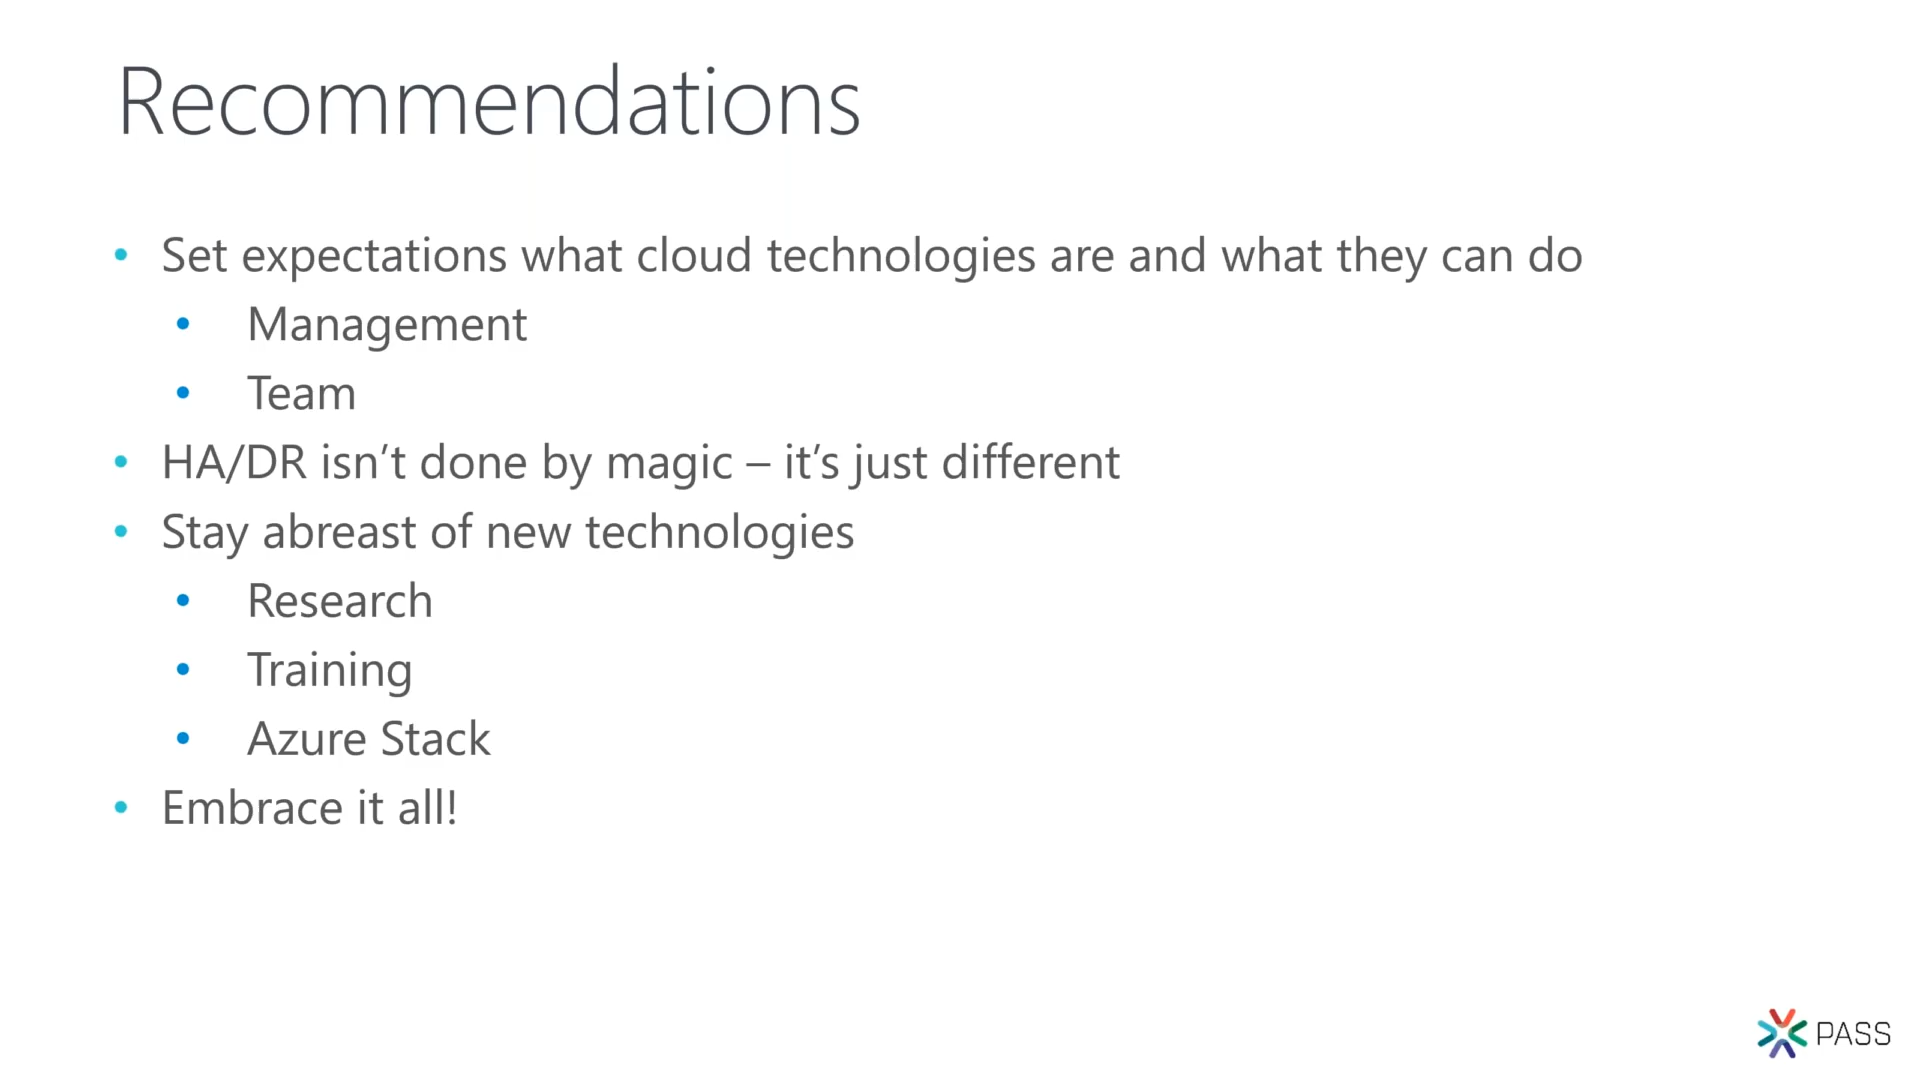 Recommendations
• Set expectations what cloud technologies are and what they can do
• Management
• Team
• HA/DR isn’t done by magic – it’s just different
• Stay abreast of new technologies
• Research
• Training
• Azure Stack
• Embrace it all!
PASS